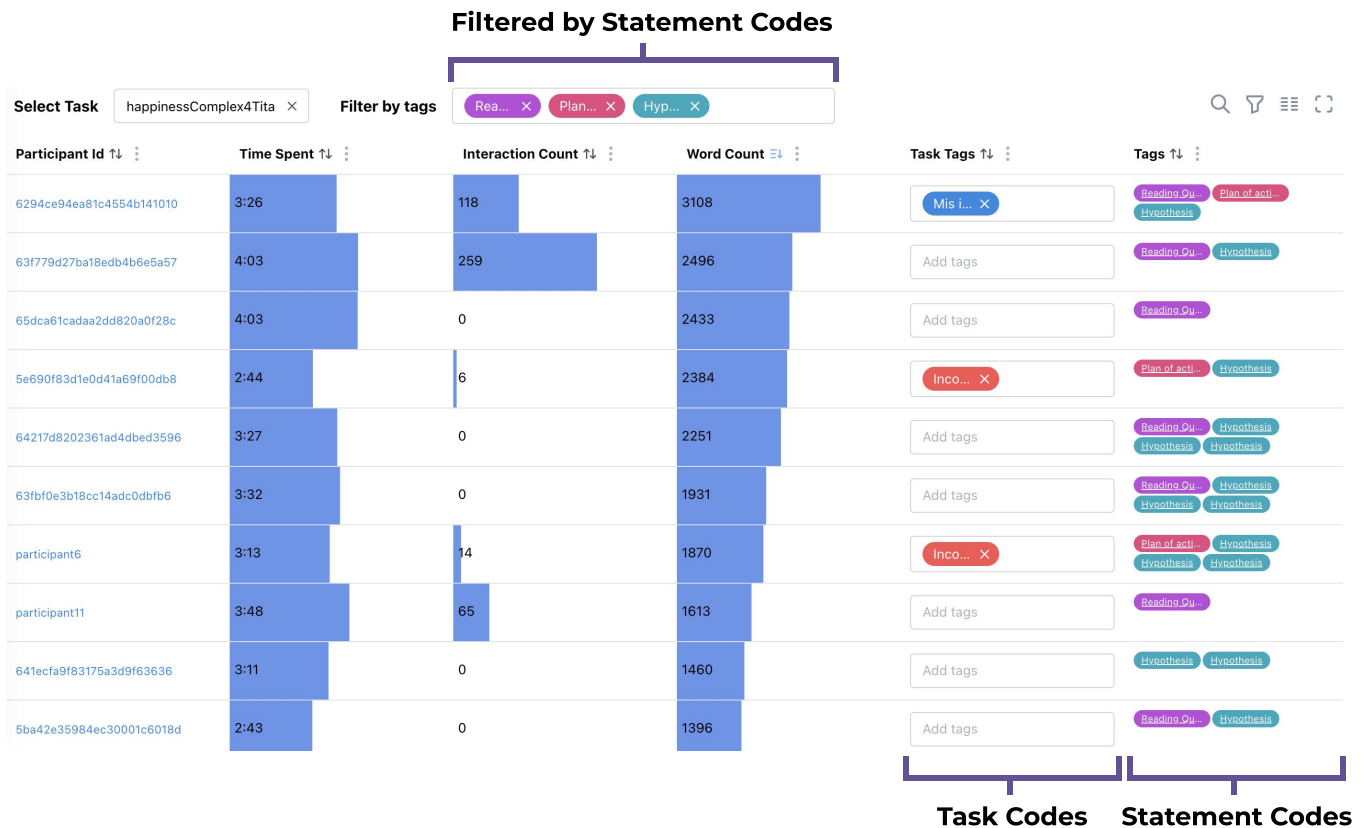 Filtered by Statement Codes
Select Task happinessComplex4Tita Filter by tags Rea... Plan... Hyp...
Participant Id Time Spent Interaction Count Word Count Task Tags Tags
6294ce94ea81c4554b141010 3:26 118 3108 Mis i... Reading Qu... Plan of acti...
Hypothesis
63f779d27ba18edb4b6e5a57 4:03 259 2496 Add tags Reading Qu... Hypothesis
65dca61cadaa2dd820a0f28c 4:03 0 2433 Add tags Reading Qu...
5e690f83d1e0d41a69f00db8 2:44 6 2384 Inco... Plan of acti... Hypothesis
64217d8202361ad4dbed3596 3:27 0 2251 Add tags Reading Qu... Hypothesis
Hypothesis Hypothesis
63fbf0e3b18cc14adc0dbfb6 3:32 0 1931 Add tags Reading Qu... Hypothesis
Hypothesis Hypothesis
participant6 3:13 14 1870 Inco... Plan of acti... Hypothesis
Hypothesis Hypothesis
participant11 3:48 65 1613 Add tags Reading Qu...
641ecfa9f83175a3d9f63636 3:11 0 1460 Add tags Hypothesis Hypothesis
5ba42e35984ec30001c6018d 2:43 0 1396 Add tags Reading Qu... Hypothesis
Task Codes Statement Codes